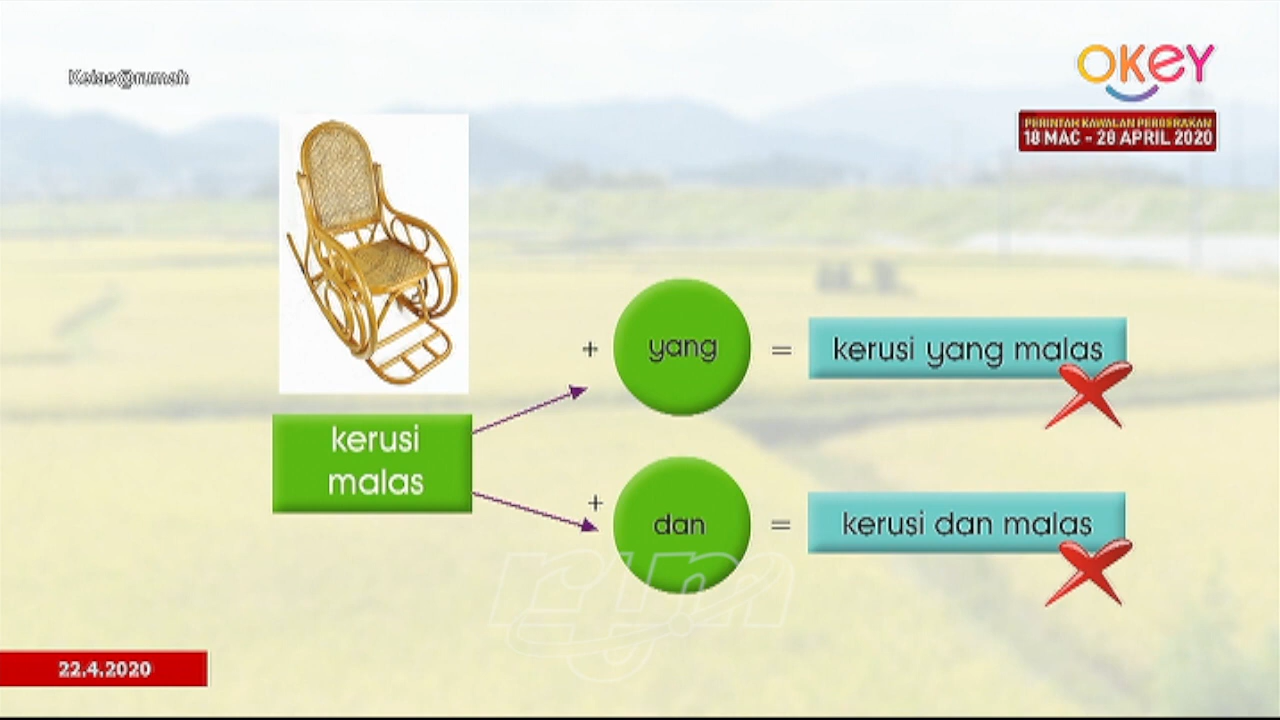 Kelas@rumah
OKEY
PERINTAH KAWALAN PERGERAKAN
18 MAC - 28 APRIL 2020
+ yang = kerusi yang malas
kerusi
malas
+ dan = kerusi dan malas
rtm
22.4.2020